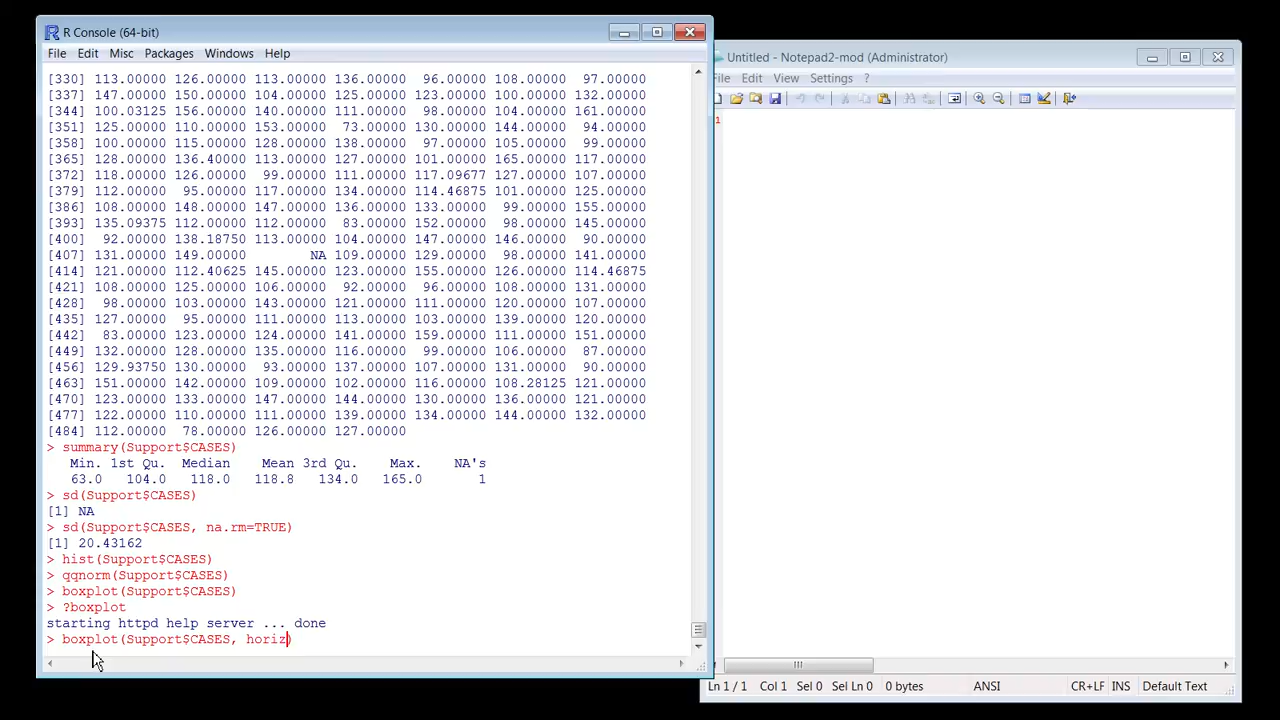 R Console (64-bit)
File Edit Misc Packages Windows Help
[330] 113.00000 126.00000 113.00000 136.00000 96.00000 108.00000 97.00000
[337] 147.00000 150.00000 104.00000 125.00000 123.00000 100.00000 132.00000
[344] 100.03125 156.00000 140.00000 111.00000 98.00000 104.00000 161.00000
[351] 125.00000 110.00000 153.00000 73.00000 130.00000 144.00000 94.00000
[358] 100.00000 115.00000 128.00000 138.00000 97.00000 105.00000 99.00000
[365] 128.00000 136.40000 113.00000 127.00000 101.00000 165.00000 117.00000
[372] 118.00000 126.00000 99.00000 111.00000 117.09677 127.00000 107.00000
[379] 112.00000 95.00000 117.00000 134.00000 114.46875 101.00000 125.00000
[386] 108.00000 148.00000 147.00000 136.00000 133.00000 99.00000 155.00000
[393] 135.09375 112.00000 112.00000 83.00000 152.00000 98.00000 145.00000
[400] 92.00000 138.18750 113.00000 104.00000 147.00000 146.00000 90.00000
[407] 131.00000 149.00000 NA 109.00000 129.00000 98.00000 141.00000
[414] 121.00000 112.40625 145.00000 123.00000 155.00000 126.00000 114.46875
[421] 108.00000 125.00000 106.00000 92.00000 96.00000 108.00000 131.00000
[428] 98.00000 103.00000 143.00000 121.00000 111.00000 120.00000 107.00000
[435] 127.00000 95.00000 111.00000 113.00000 103.00000 139.00000 120.00000
[442] 83.00000 123.00000 124.00000 141.00000 159.00000 111.00000 151.00000
[449] 132.00000 128.00000 135.00000 116.00000 99.00000 106.00000 87.00000
[456] 129.93750 130.00000 93.00000 137.00000 107.00000 131.00000 90.00000
[463] 151.00000 142.00000 109.00000 102.00000 116.00000 108.28125 121.00000
[470] 123.00000 133.00000 147.00000 144.00000 130.00000 136.00000 121.00000
[477] 122.00000 110.00000 111.00000 139.00000 134.00000 144.00000 132.00000
[484] 112.00000 78.00000 126.00000 127.00000
> summary(Support$CASES)
Min. 1st Qu. Median Mean 3rd Qu. Max. NA's
63.0 104.0 118.0 118.8 134.0 165.0 1
> sd(Support$CASES)
[1] NA
> sd(Support$CASES, na.rm=TRUE)
[1] 20.43162
> hist(Support$CASES)
> qqnorm(Support$CASES)
> boxplot(Support$CASES)
> ?boxplot
starting httpd help server ... done
> boxplot(Support$CASES, horiz)
Untitled - Notepad2-mod (Administrator)
File Edit View Settings ?
1
Ln 1 / 1 Col 1 Sel 0 Sel Ln 0 0 bytes ANSI CR+LF INS Default Text